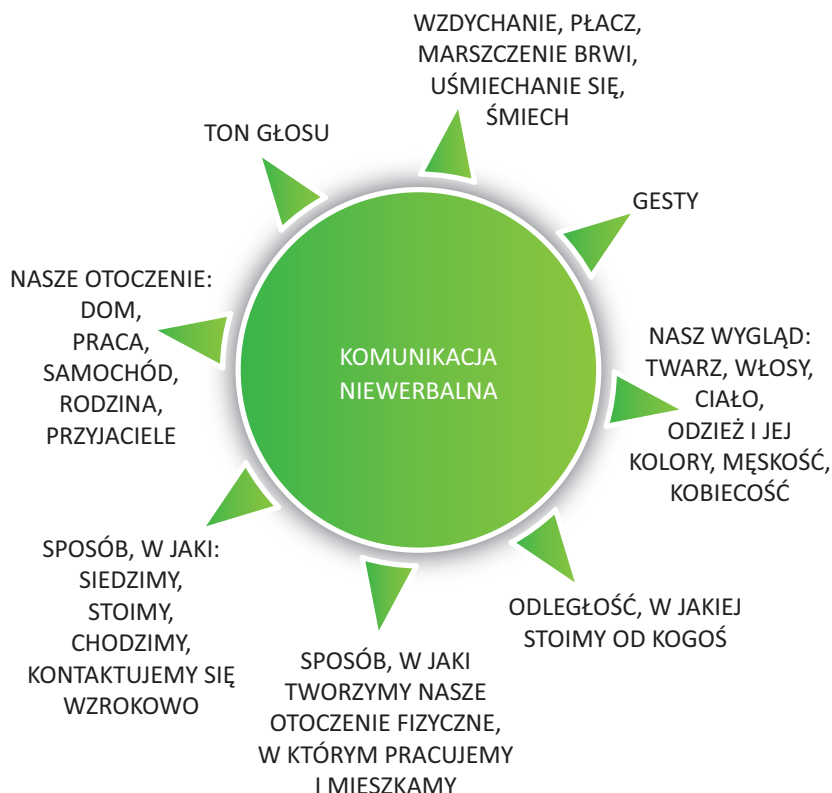 WZDYCHANIE, PŁACZ,
MARSZCZENIE BRWI,
UŚMIECHANIE SIĘ,
ŚMIECH
TON GŁOSU
GESTY
NASZE OTOCZENIE:
DOM,
PRACA,
SAMOCHÓD,
RODZINA,
PRZYJACIELE
KOMUNIKACJA
NIEWERBALNA
NASZ WYGLĄD:
TWARZ, WŁOSY,
CIAŁO,
ODZIEŻ I JEJ
KOLORY, MĘSKOŚĆ,
KOBIECOŚĆ
SPOSÓB, W JAKI:
SIEDZIMY,
STOIMY,
CHODZIMY,
KONTAKTUJEMY SIĘ
WZROKOWO
SPOSÓB, W JAKI
TWORZYMY NASZE
OTOCZENIE FIZYCZNE,
W KTÓRYM PRACUJEMY
I MIESZKAMY
ODLEGŁOŚĆ, W JAKIEJ
STOIMY OD KOGOŚ